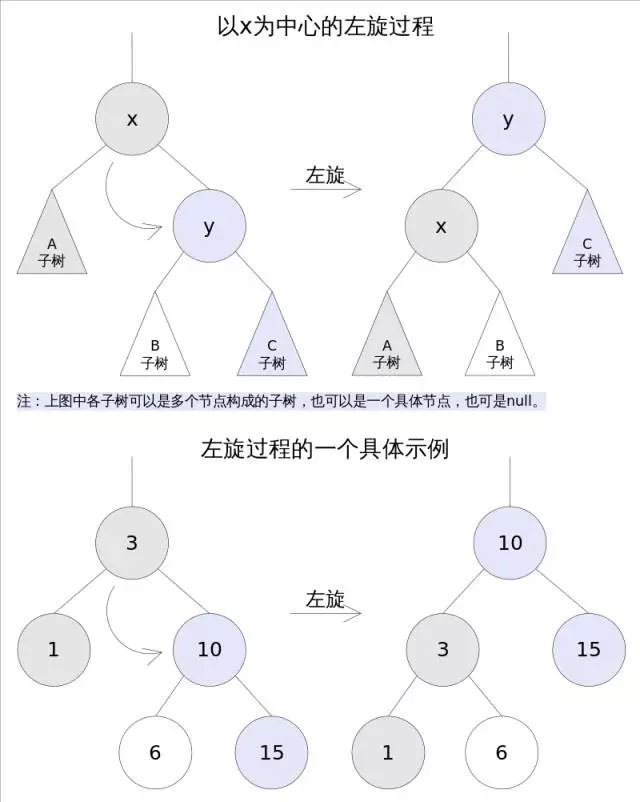 以x为中心的左旋过程
x
y
左旋
y
x
A
子树
C
子树
B
子树
C
子树
A
子树
B
子树
注：上图中各子树可以是多个节点构成的子树，也可以是一个具体节点，也可是null。
左旋过程的一个具体示例
3
10
左旋
1
10
3
15
6
15
1
6